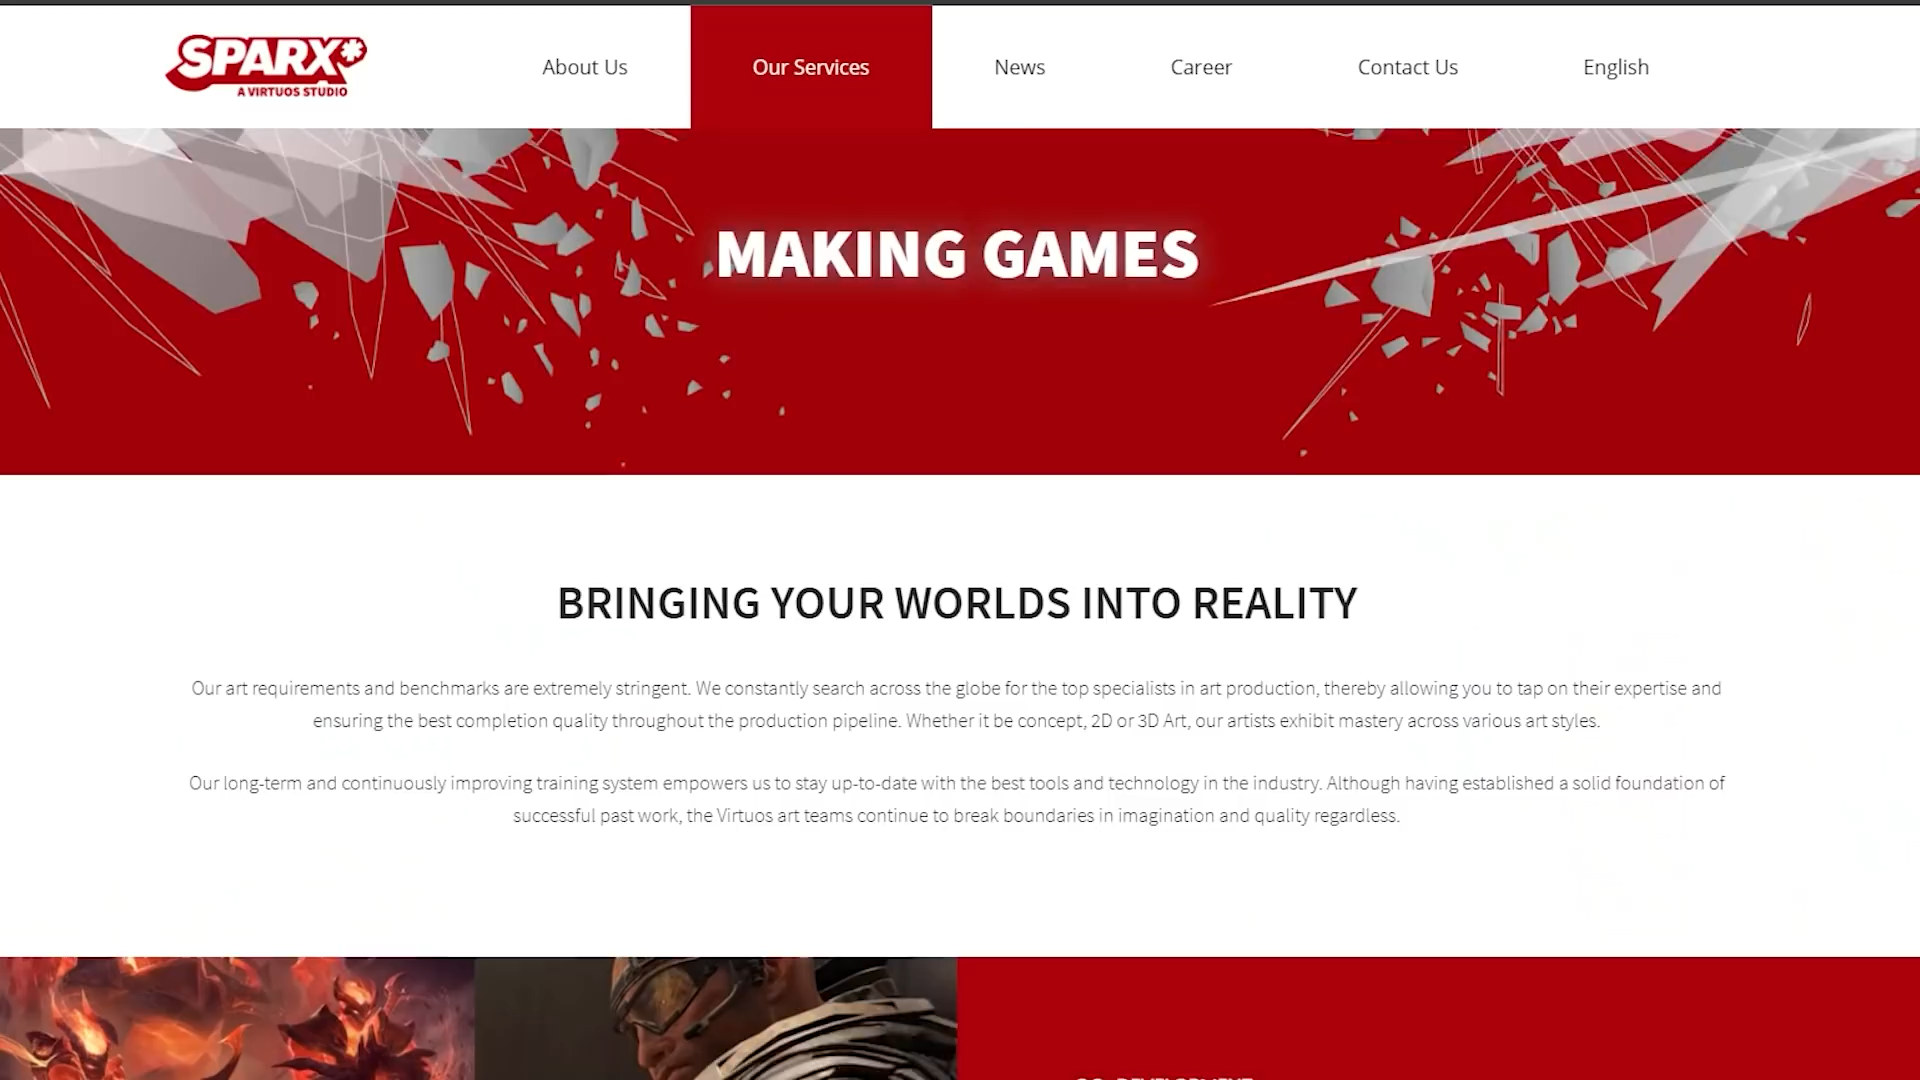 SPARX*
A VIRTUOS STUDIO
About Us
Our Services
News
Career
Contact Us
English
MAKING GAMES
BRINGING YOUR WORLDS INTO REALITY
Our art requirements and benchmarks are extremely stringent. We constantly search across the globe for the top specialists in art production, thereby allowing you to tap on their expertise and
ensuring the best completion quality throughout the production pipeline. Whether it be concept, 2D or 3D Art, our artists exhibit mastery across various art styles.
Our long-term and continuously improving training system empowers us to stay up-to-date with the best tools and technology in the industry. Although having established a solid foundation of
successful past work, the Virtuos art teams continue to break boundaries in imagination and quality regardless.